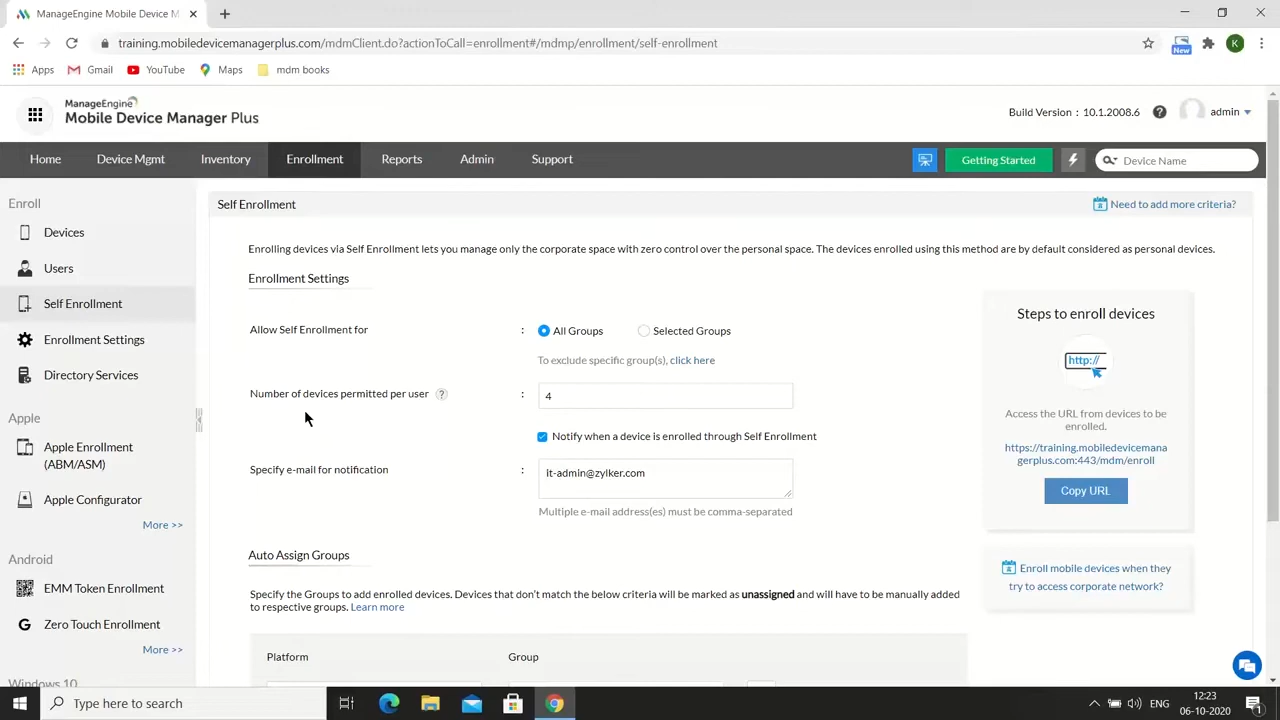 ManageEngine Mobile Device M
training.mobiledevicemanagerplus.com/mdmClient.do?actionToCall=enrollment#/mdmp/enrollment/self-enrollment
New
K
Apps
Gmail
YouTube
Maps
mdm books
ManageEngine
Mobile Device Manager Plus
Build Version : 10.1.2008.6
?
admin
Home
Device Mgmt
Inventory
Enrollment
Reports
Admin
Support
Getting Started
Device Name
Enroll
Devices
Users
Self Enrollment
Enrollment Settings
Directory Services
Apple
Apple Enrollment
(ABM/ASM)
Apple Configurator
More >>
Android
EMM Token Enrollment
Zero Touch Enrollment
More >>
Windows 10
Self Enrollment
Need to add more criteria?
Enrolling devices via Self Enrollment lets you manage only the corporate space with zero control over the personal space. The devices enrolled using this method are by default considered as personal devices.
Enrollment Settings
Allow Self Enrollment for
:
All Groups
Selected Groups
To exclude specific group(s), click here
Number of devices permitted per user
?
:
4
Notify when a device is enrolled through Self Enrollment
Specify e-mail for notification
:
it-admin@zylker.com
Multiple e-mail address(es) must be comma-separated
Auto Assign Groups
Specify the Groups to add enrolled devices. Devices that don't match the below criteria will be marked as unassigned and will have to be manually added
to respective groups. Learn more
Platform
Group
Steps to enroll devices
http://
Access the URL from devices to be
enrolled.
https://training.mobiledevicemana
gerplus.com:443/mdm/enroll
Copy URL
Enroll mobile devices when they
try to access corporate network?
Type here to search
ENG
12:23
06-10-2020
1